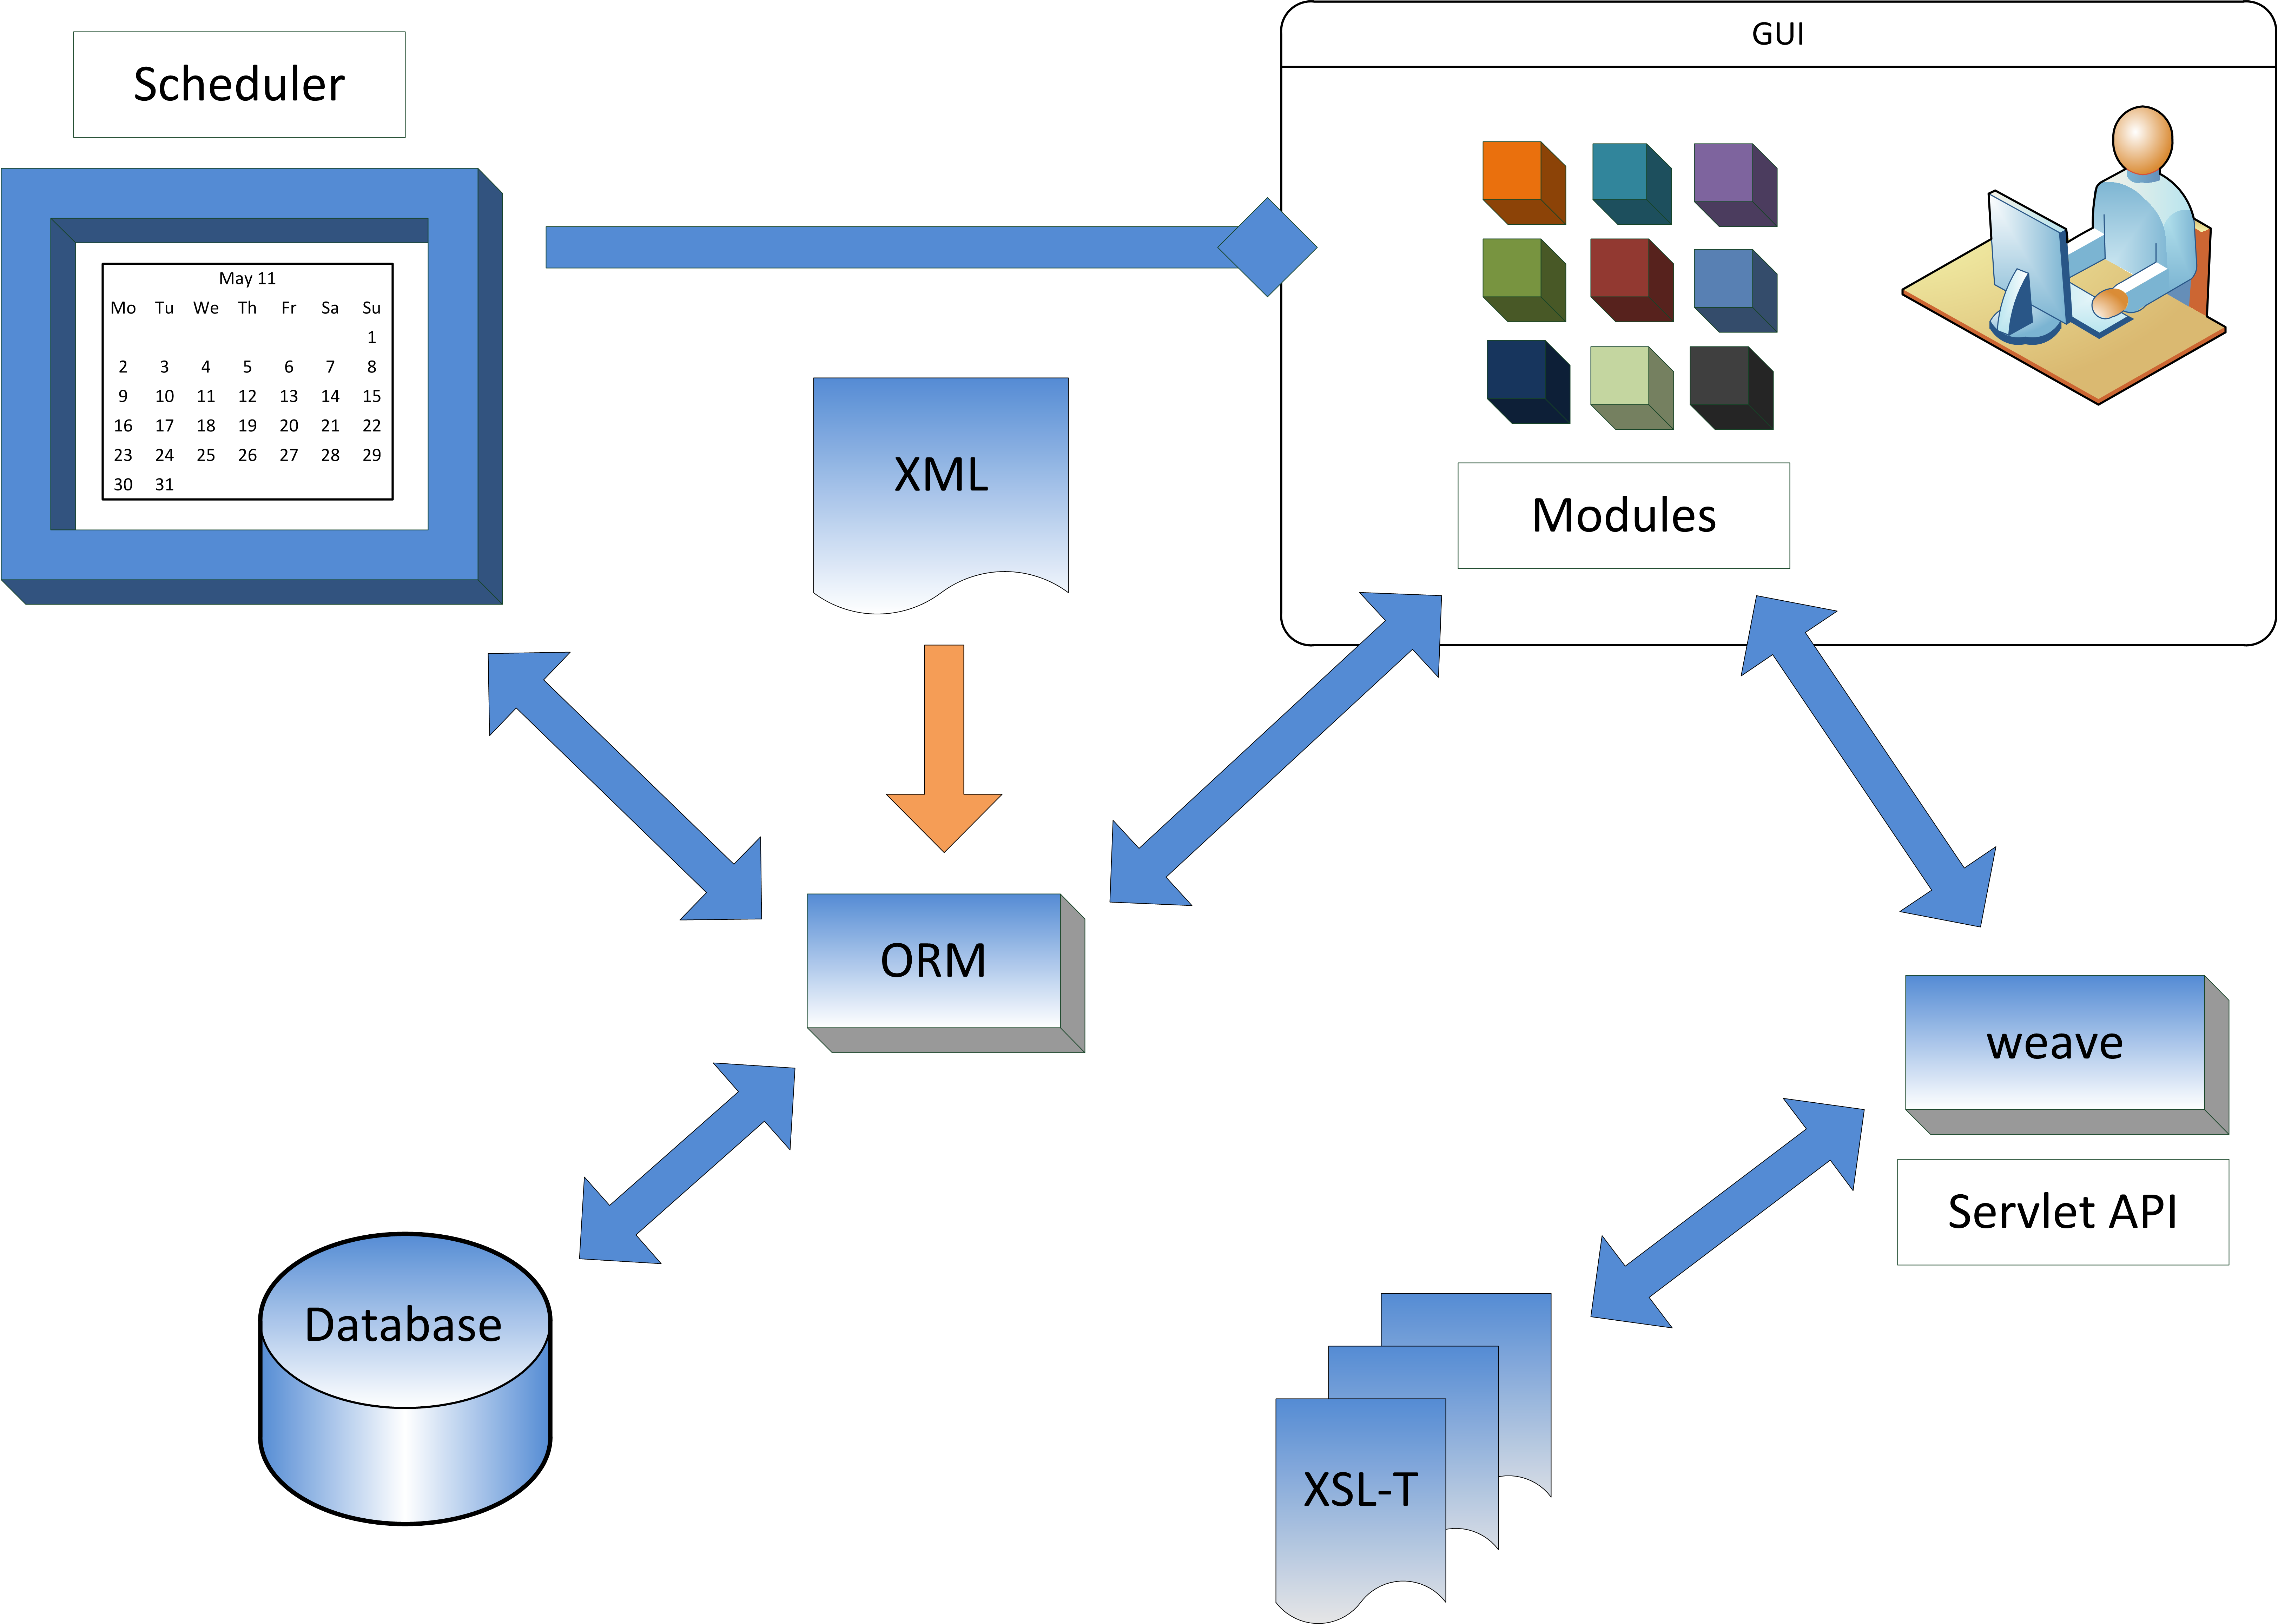 Scheduler
GUI
May 11
Mo Tu We Th Fr Sa Su
1
2 3 4 5 6 7 8
9 10 11 12 13 14 15
16 17 18 19 20 21 22
23 24 25 26 27 28 29
30 31
XML
Modules
ORM
weave
Servlet API
Database
XSL-T